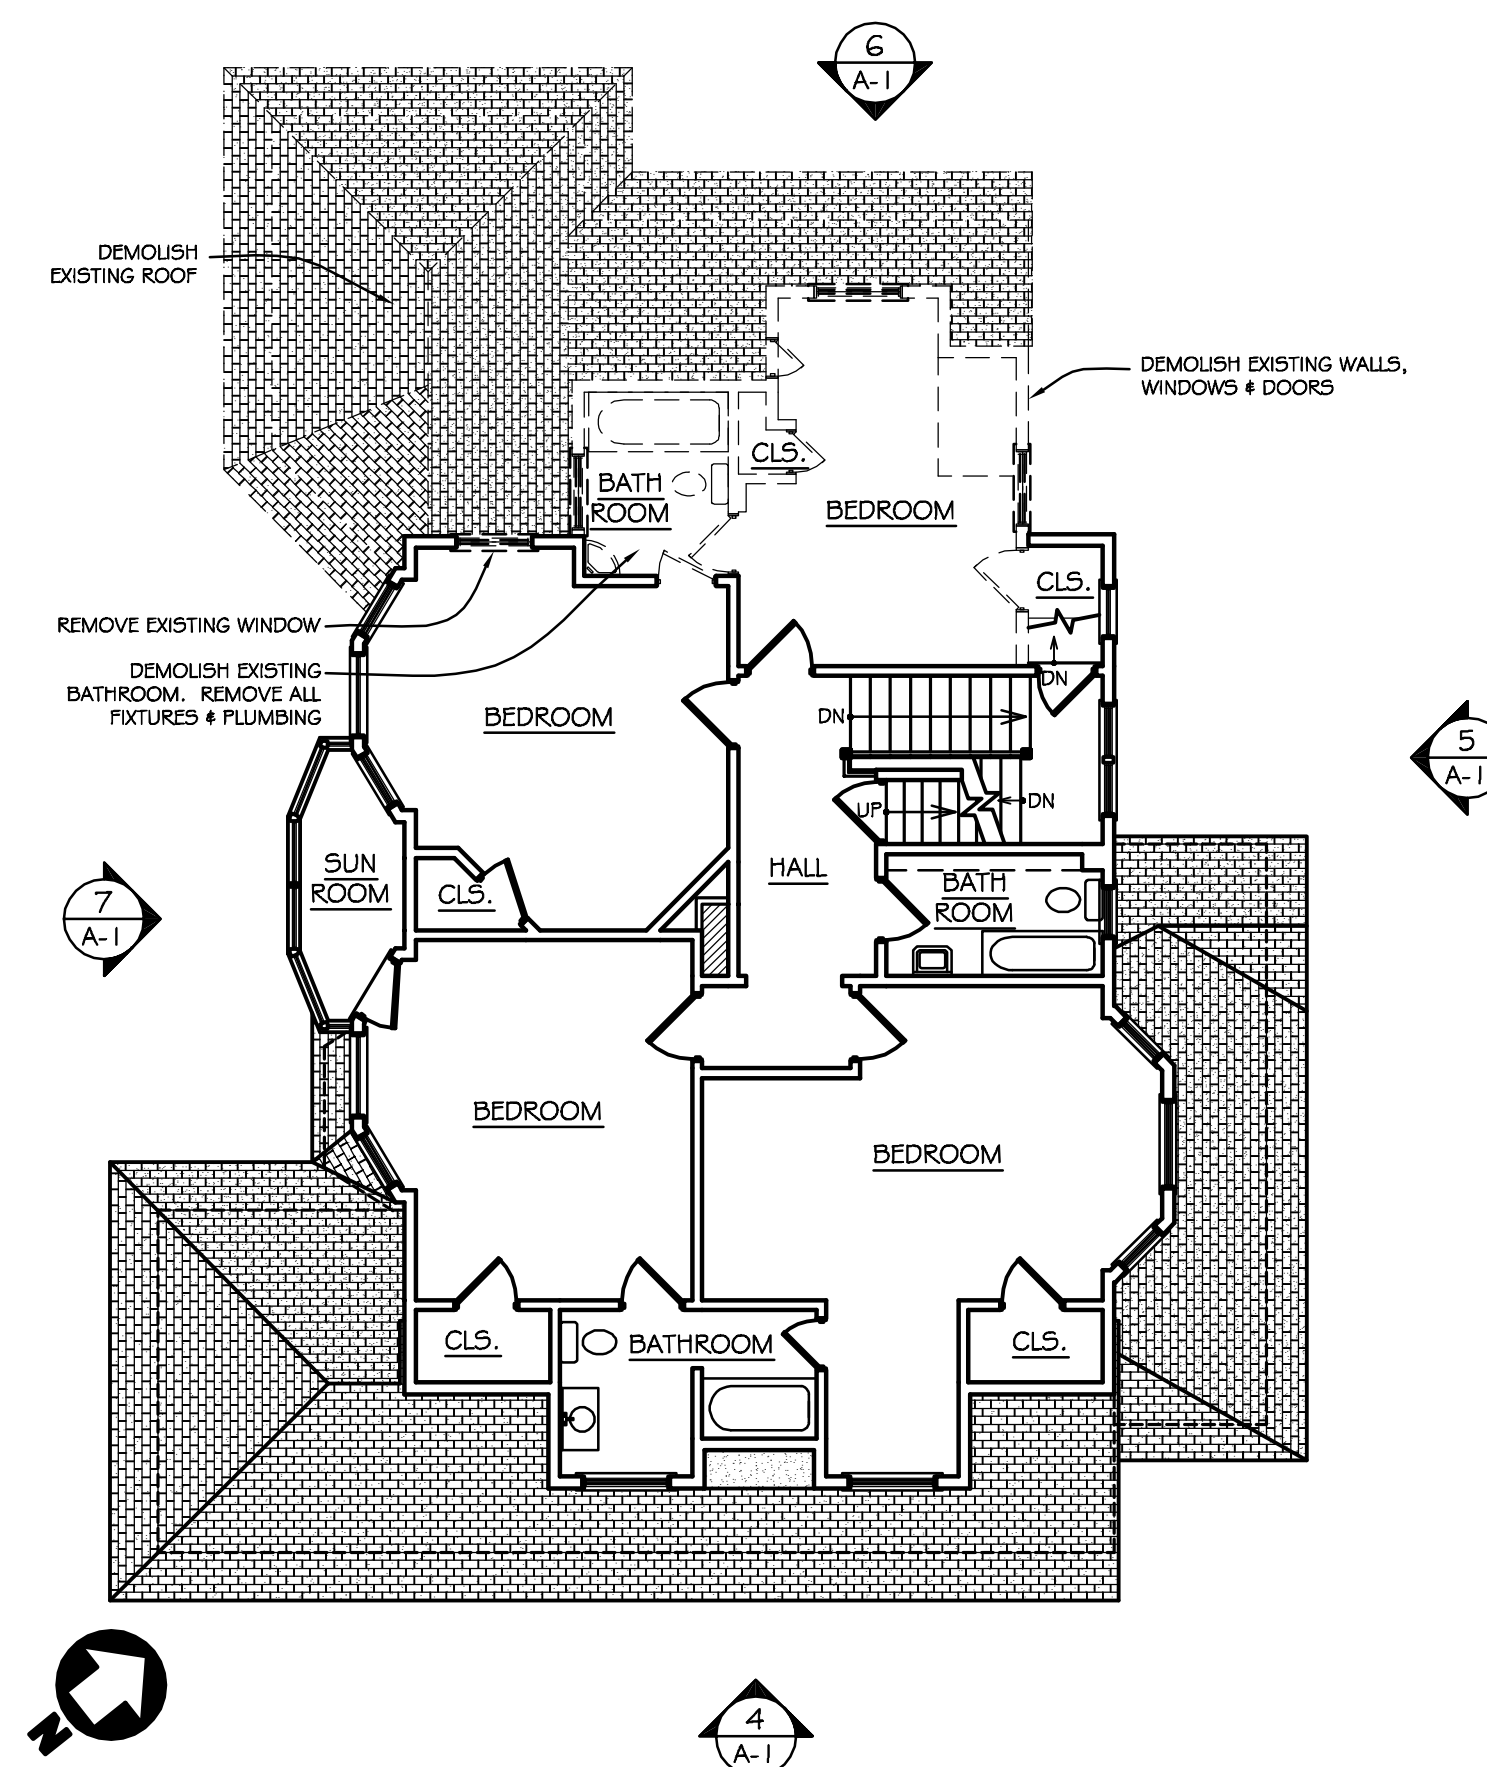 6
A-1
DEMOLISH
EXISTING ROOF
DEMOLISH EXISTING WALLS,
WINDOWS & DOORS
CLS.
BATH
ROOM
BEDROOM
CLS.
REMOVE EXISTING WINDOW
DEMOLISH EXISTING
BATHROOM. REMOVE ALL
FIXTURES & PLUMBING
DN
BEDROOM
DN
5
A-1
DN
UP
SUN
ROOM
HALL
CLS.
BATH
ROOM
7
A-1
BEDROOM
BEDROOM
CLS.
BATHROOM
CLS.
N
4
A-1